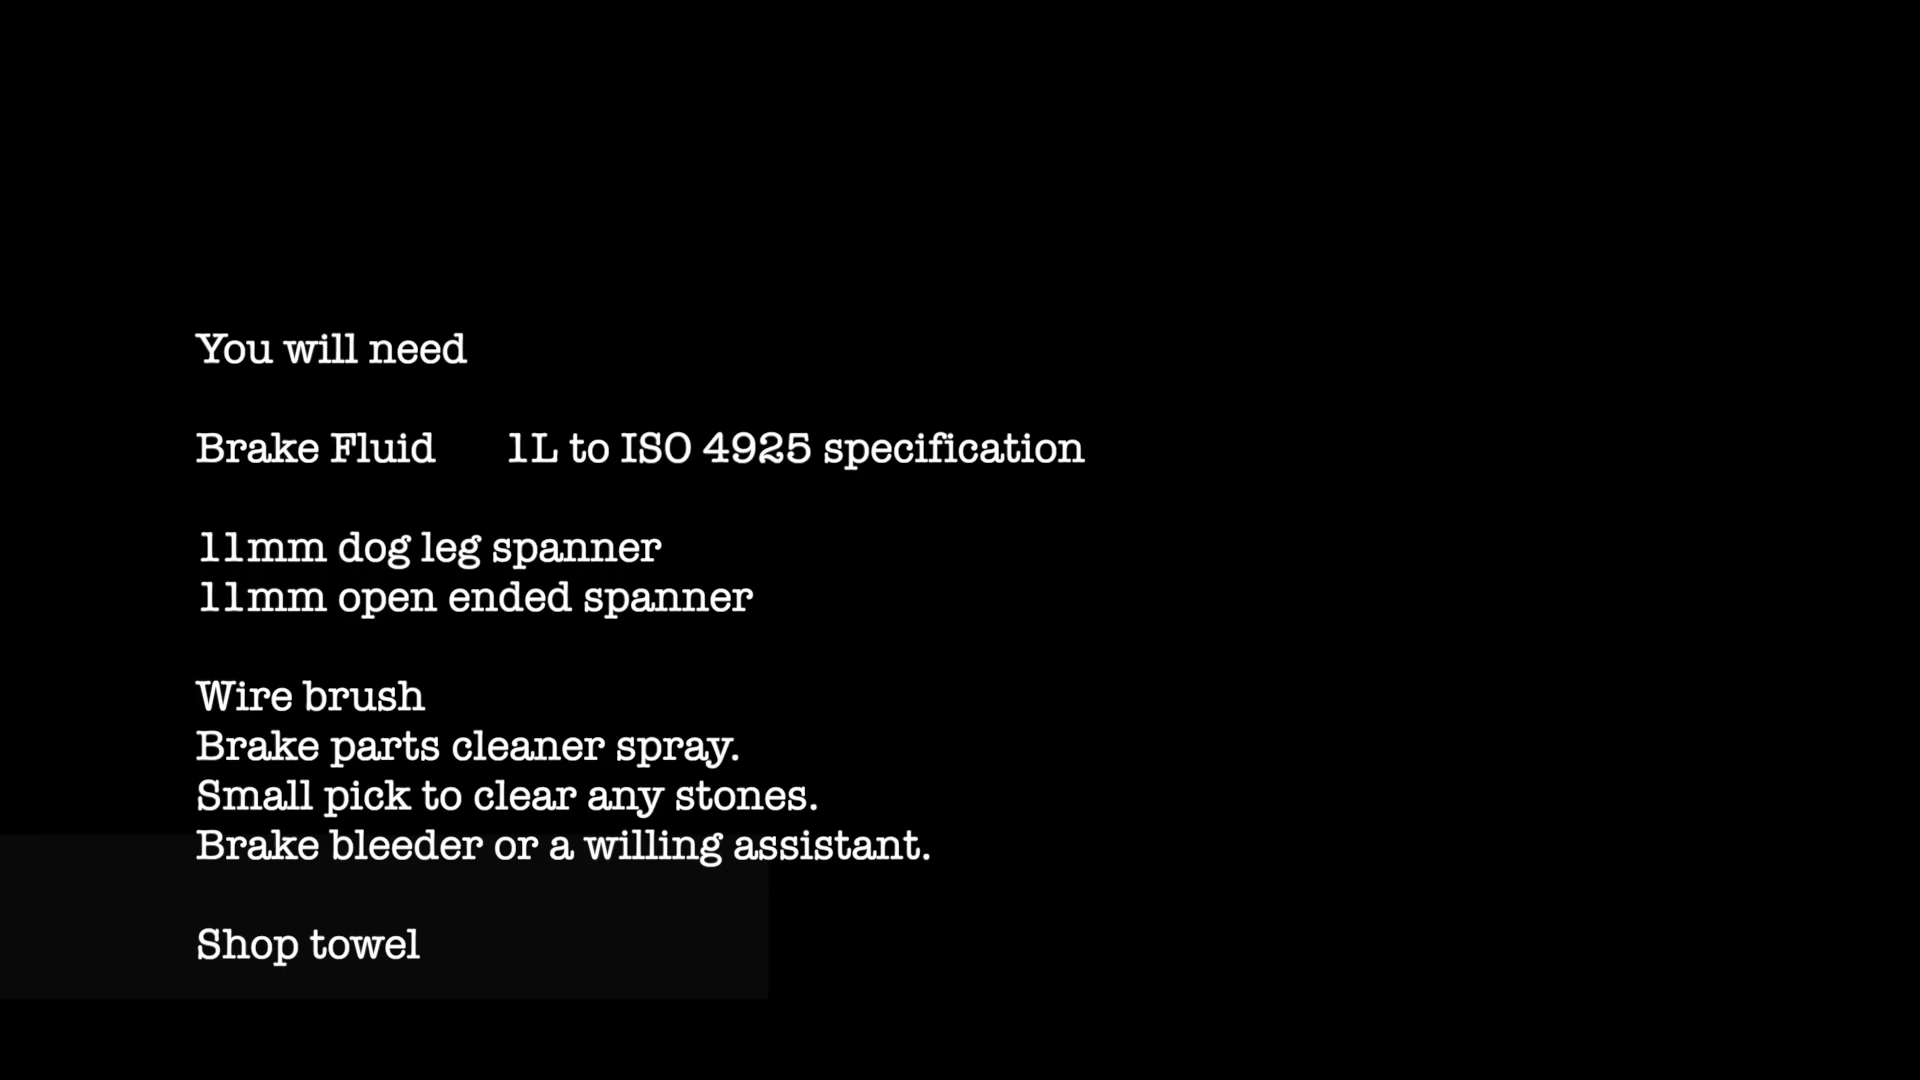 You will need
Brake Fluid 1L to ISO 4925 specification
11mm dog leg spanner
11mm open ended spanner
Wire brush
Brake parts cleaner spray.
Small pick to clear any stones.
Brake bleeder or a willing assistant.
Shop towel